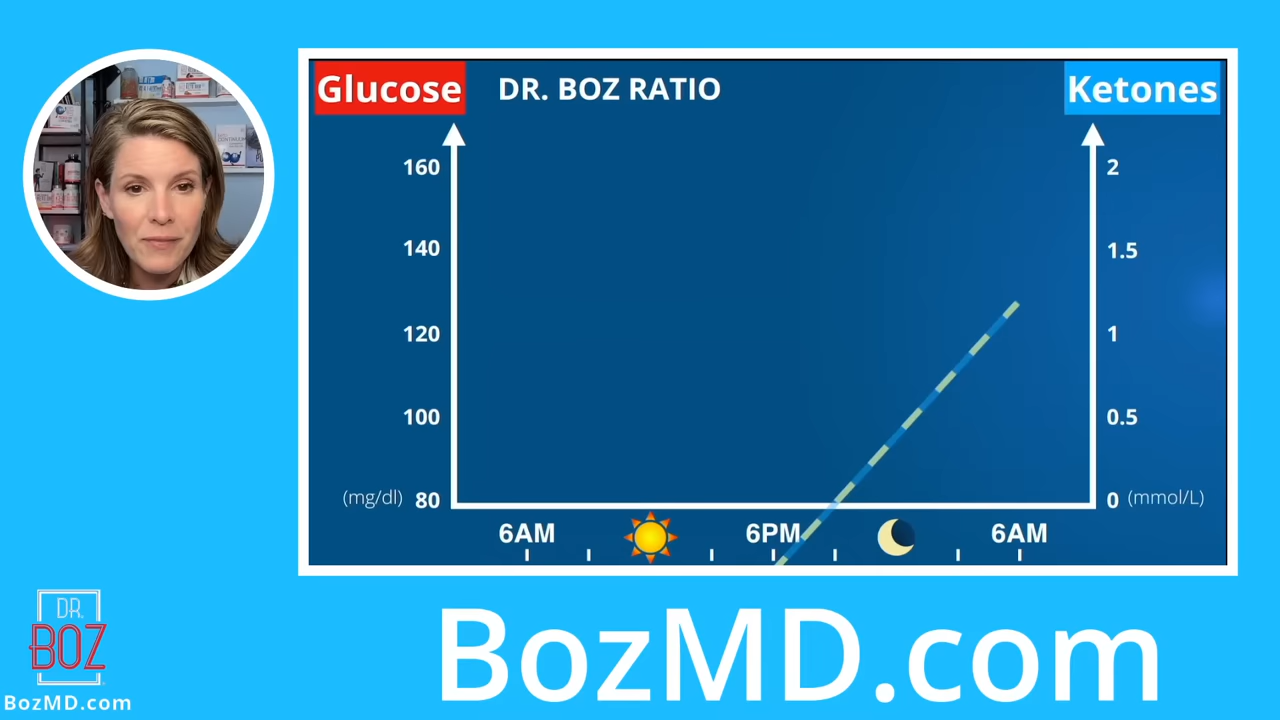 Glucose
DR. BOZ RATIO
Ketones
160
140
120
100
(mg/dl) 80
2
1.5
1
0.5
0 (mmol/L)
6AM
6PM
6AM
DR.
BOZ
BozMD.com
BozMD.com